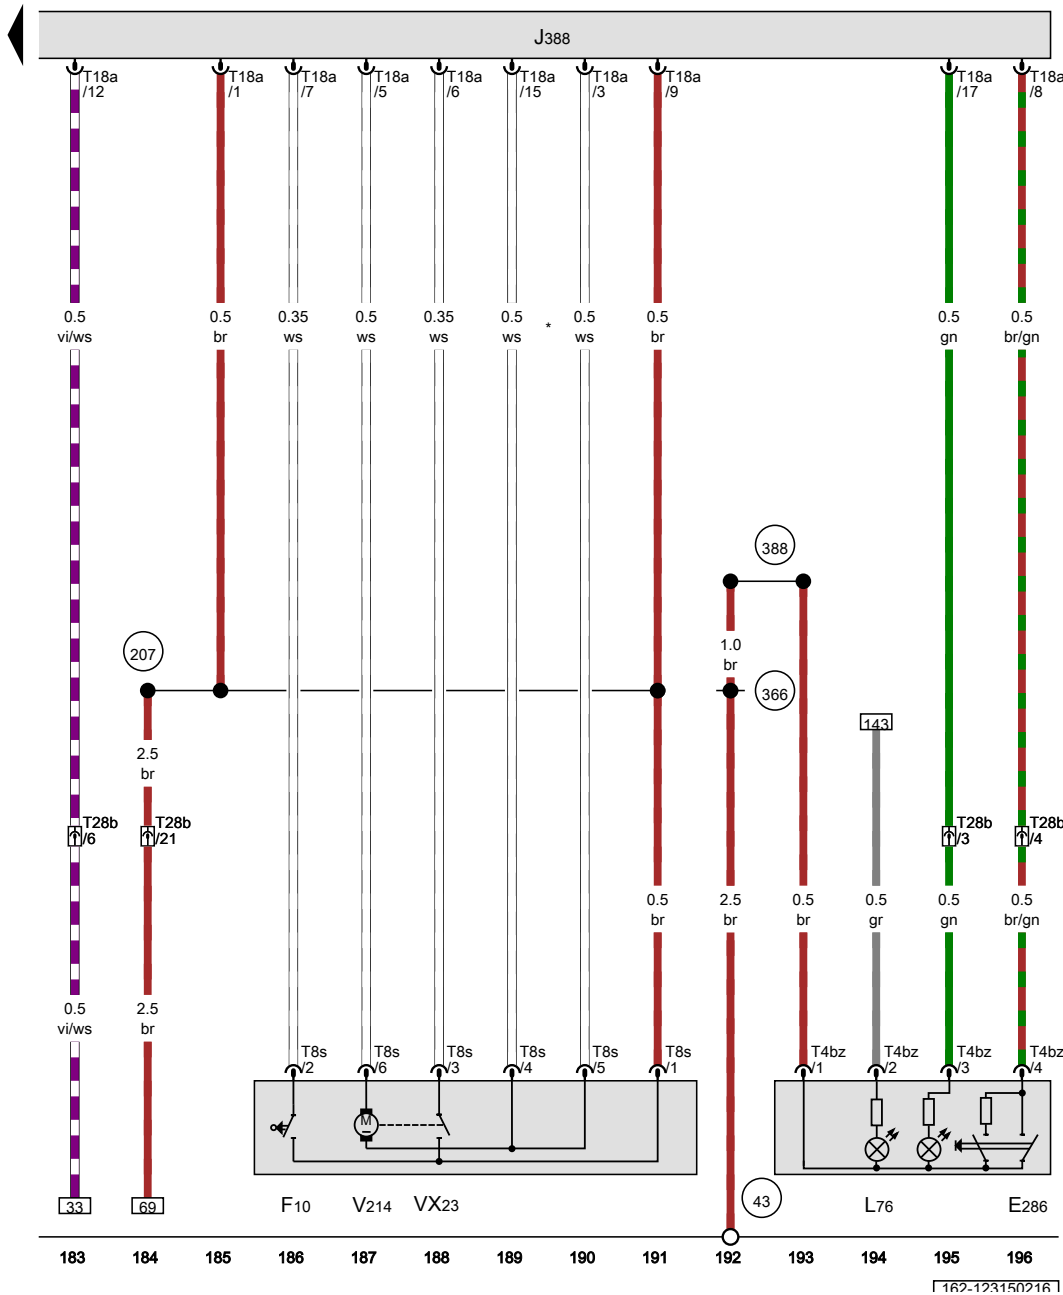 J388
T18a T18a T18a T18a T18a T18a T18a T18a T18a T18a
/12 /1 /7 /5 /6 /15 /3 /9 /17 /8
0.5 0.5 0.35 0.5 0.35 0.5 * 0.5 0.5 0.5 0.5
vi/ws br ws ws ws ws ws br gn br/gn
388
1.0
br
207
366
143
2.5
br
T28b T28b T28b T28b
/6 /21 /3 /4
0.5 2.5 0.5 0.5 0.5 0.5
br br br gr gn br/gn
0.5 2.5
vi/ws br
T8s T8s T8s T8s T8s T8s T4bz T4bz T4bz T4bz
/2 /6 /3 /4 /5 /1 /1 /2 /3 /4
M
33 69 F10 V214 VX23 43 L76 E286
183 184 185 186 187 188 189 190 191 192 193 194 195 196
162-123150216